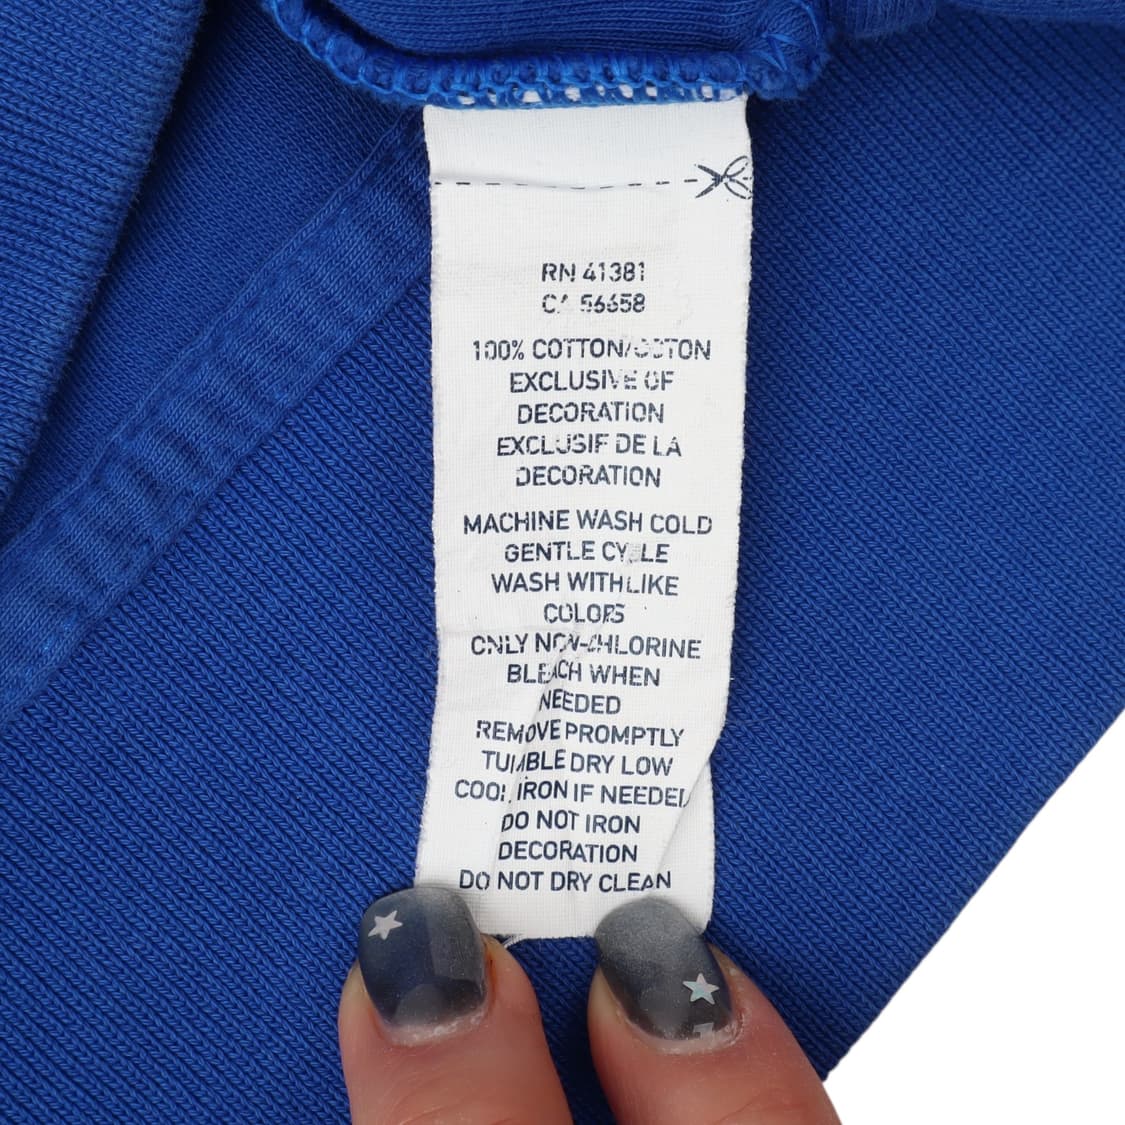 RN 41381
CA 56658
100% COTTON/COTON
EXCLUSIVE OF
DECORATION
EXCLUSIF DE LA
DECORATION
MACHINE WASH COLD
GENTLE CYCLE
WASH WITH LIKE
COLORS
ONLY NON-CHLORINE
BLEACH WHEN
NEEDED
REMOVE PROMPTLY
TUMBLE DRY LOW
COOL IRON IF NEEDED
DO NOT IRON
DECORATION
DO NOT DRY CLEAN